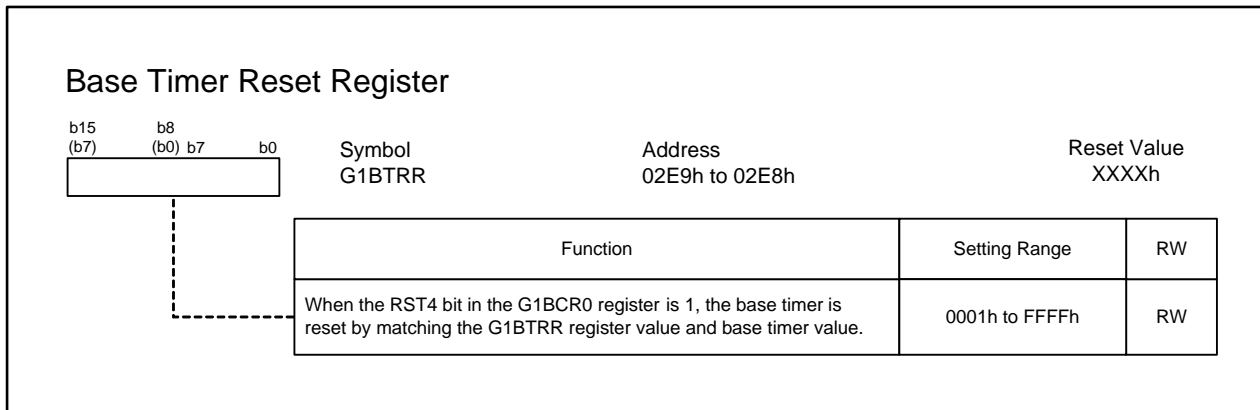 Base Timer Reset Register
b15 b8
(b7) (b0) b7 b0
Symbol Address Reset Value
G1BTRR 02E9h to 02E8h XXXXh
Function Setting Range RW
When the RST4 bit in the G1BCR0 register is 1, the base timer is
reset by matching the G1BTRR register value and base timer value.
0001h to FFFFh RW